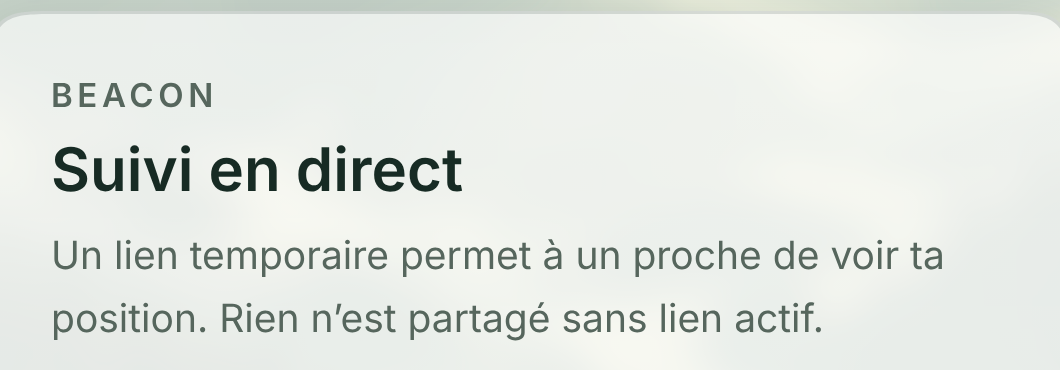 BEACON
Suivi en direct
Un lien temporaire permet à un proche de voir ta
position. Rien n’est partagé sans lien actif.